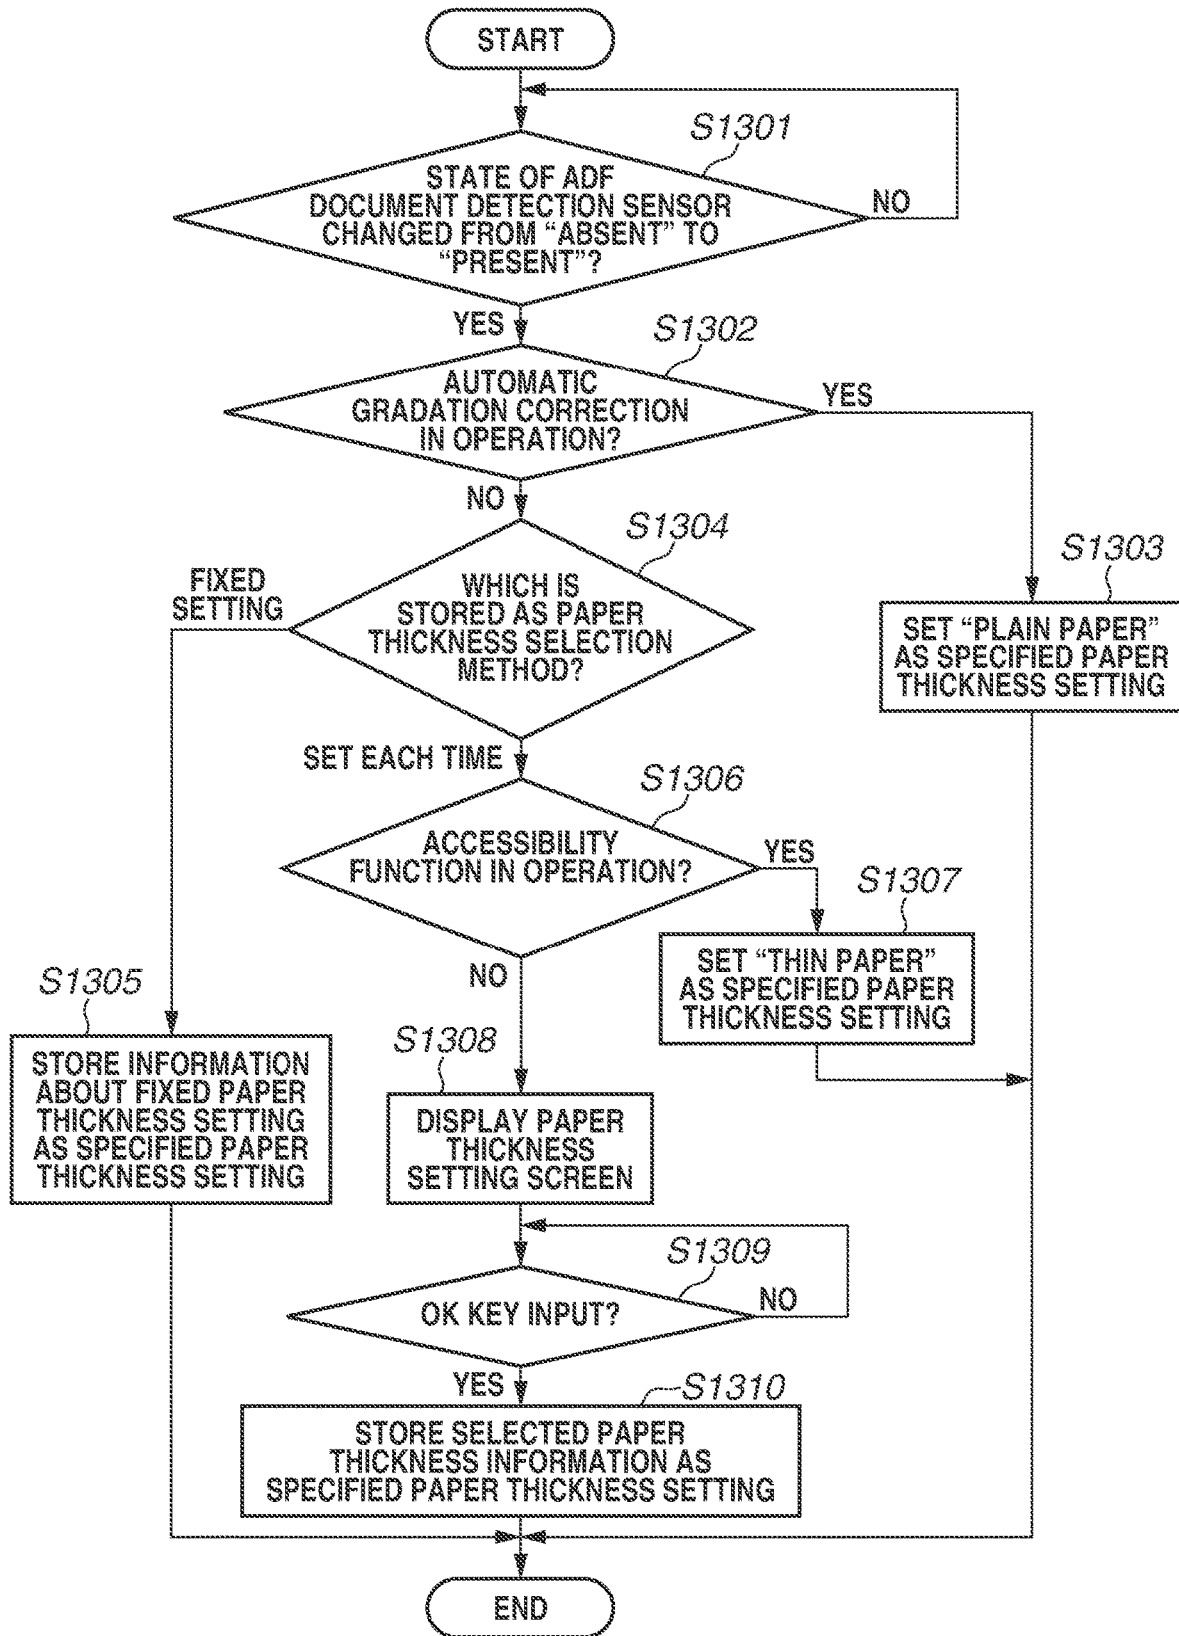 START
S1301
STATE OF ADF
DOCUMENT DETECTION SENSOR
CHANGED FROM “ABSENT” TO
“PRESENT”?
NO
YES
S1302
AUTOMATIC
GRADATION CORRECTION
IN OPERATION?
YES
NO
S1303
SET “PLAIN PAPER”
AS SPECIFIED PAPER
THICKNESS SETTING
S1304
WHICH IS
STORED AS PAPER
THICKNESS SELECTION
METHOD?
FIXED
SETTING
SET EACH TIME
S1305
STORE INFORMATION
ABOUT FIXED PAPER
THICKNESS SETTING
AS SPECIFIED PAPER
THICKNESS SETTING
S1306
ACCESSIBILITY
FUNCTION IN OPERATION?
YES
NO
S1307
SET “THIN PAPER”
AS SPECIFIED PAPER
THICKNESS SETTING
S1308
DISPLAY PAPER
THICKNESS
SETTING SCREEN
S1309
OK KEY INPUT?
NO
YES
S1310
STORE SELECTED PAPER
THICKNESS INFORMATION AS
SPECIFIED PAPER THICKNESS SETTING
END